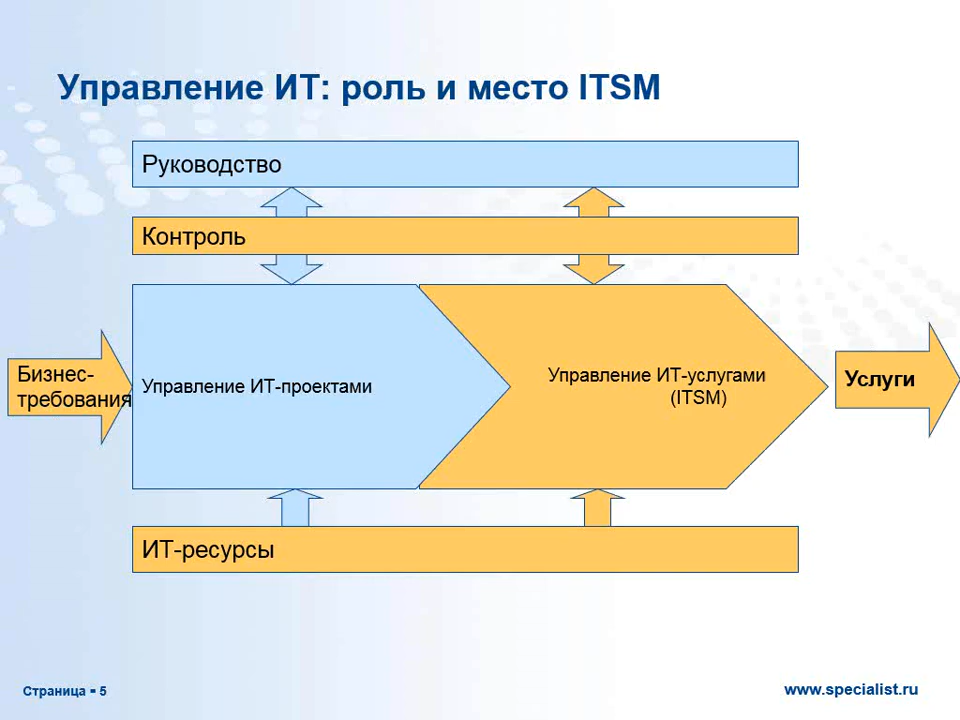 Управление ИТ: роль и место ITSM
Руководство
Контроль
Бизнес-
требования
Управление ИТ-проектами
Управление ИТ-услугами
(ITSM)
Услуги
ИТ-ресурсы
Страница ▪ 5
www.specialist.ru